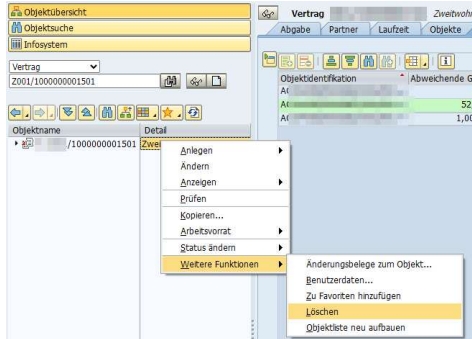 Objektübersicht
Objektsuche
Infosystem
Vertrag
Z001/1000000001501
Objektname Detail
/1000000001501 Zwei
Anlegen
Ändern
Anzeigen
Prüfen
Kopieren...
Arbeitsvorrat
Status ändern
Weitere Funktionen
Änderungsbelege zum Objekt...
Benutzerdaten...
Zu Favoriten hinzufügen
Löschen
Objektliste neu aufbauen
Vertrag Zweitwoh
Abgabe Partner Laufzeit Objekte
Objektidentifikation Abweichende G
52
1,00